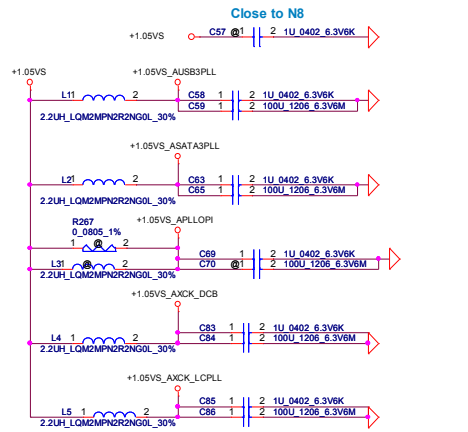 Close to N8
+1.05VS C57 @1 2 1U_0402_6.3V6K
+1.05VS +1.05VS_AUSB3PLL
L11 2 C58 1 2 1U_0402_6.3V6K
C59 1 2 100U_1206_6.3V6M
2.2UH_LQM2MPN2R2NG0L_30%
+1.05VS_ASATA3PLL
L21 2 C63 1 2 1U_0402_6.3V6K
C65 1 2 100U_1206_6.3V6M
2.2UH_LQM2MPN2R2NG0L_30%
+1.05VS_APLLOPI
R267
0_0805_1%
1 @ 2
C69 1 2 1U_0402_6.3V6K
L31 @ 2 C70 @1 2 100U_1206_6.3V6M
2.2UH_LQM2MPN2R2NG0L_30%
+1.05VS_AXCK_DCB
C83 1 2 1U_0402_6.3V6K
L4 1 2 C84 1 2 100U_1206_6.3V6M
2.2UH_LQM2MPN2R2NG0L_30%
+1.05VS_AXCK_LCPLL
C85 1 2 1U_0402_6.3V6K
L5 1 2 C86 1 2 100U_1206_6.3V6M
2.2UH_LQM2MPN2R2NG0L_30%